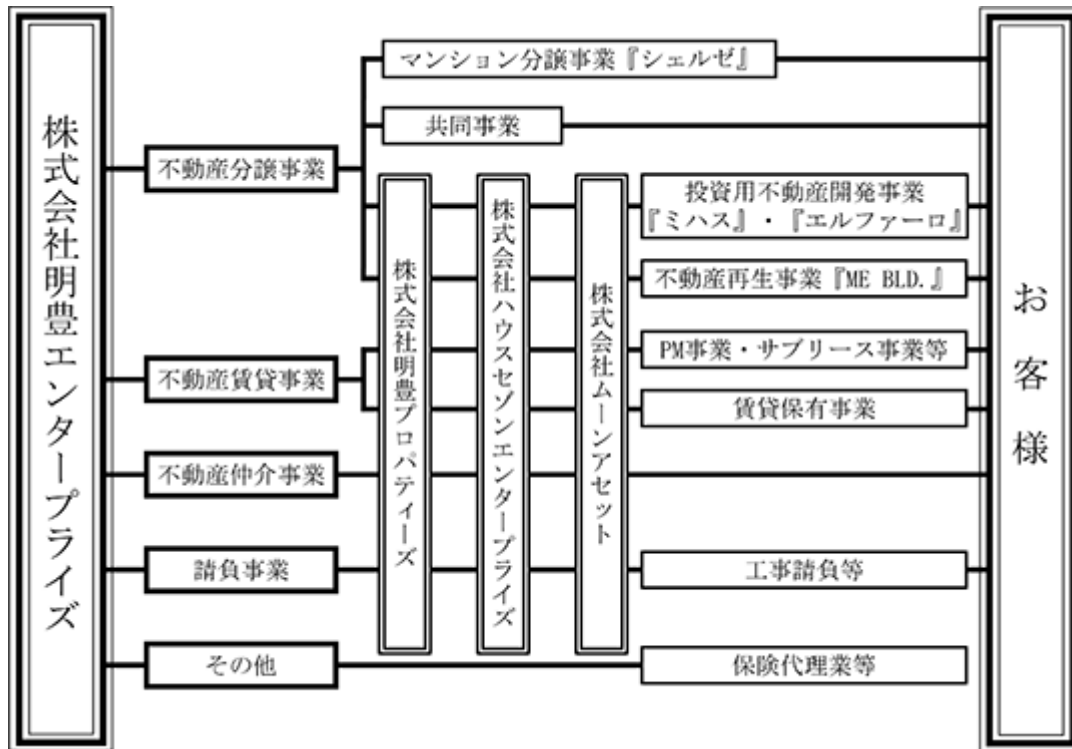 株式会社明豊エンタープライズ
不動産分譲事業
不動産賃貸事業
不動産仲介事業
請負事業
その他
マンション分譲事業『シェルゼ』
共同事業
株式会社明豊プロパティーズ
株式会社ハウスセゾンエンタープライズ
株式会社ムーンアセット
投資用不動産開発事業
『ミハス』・『エルファーロ』
不動産再生事業『ME BLD.』
PM事業・サブリース事業等
賃貸保有事業
工事請負等
保険代理業等
お客様